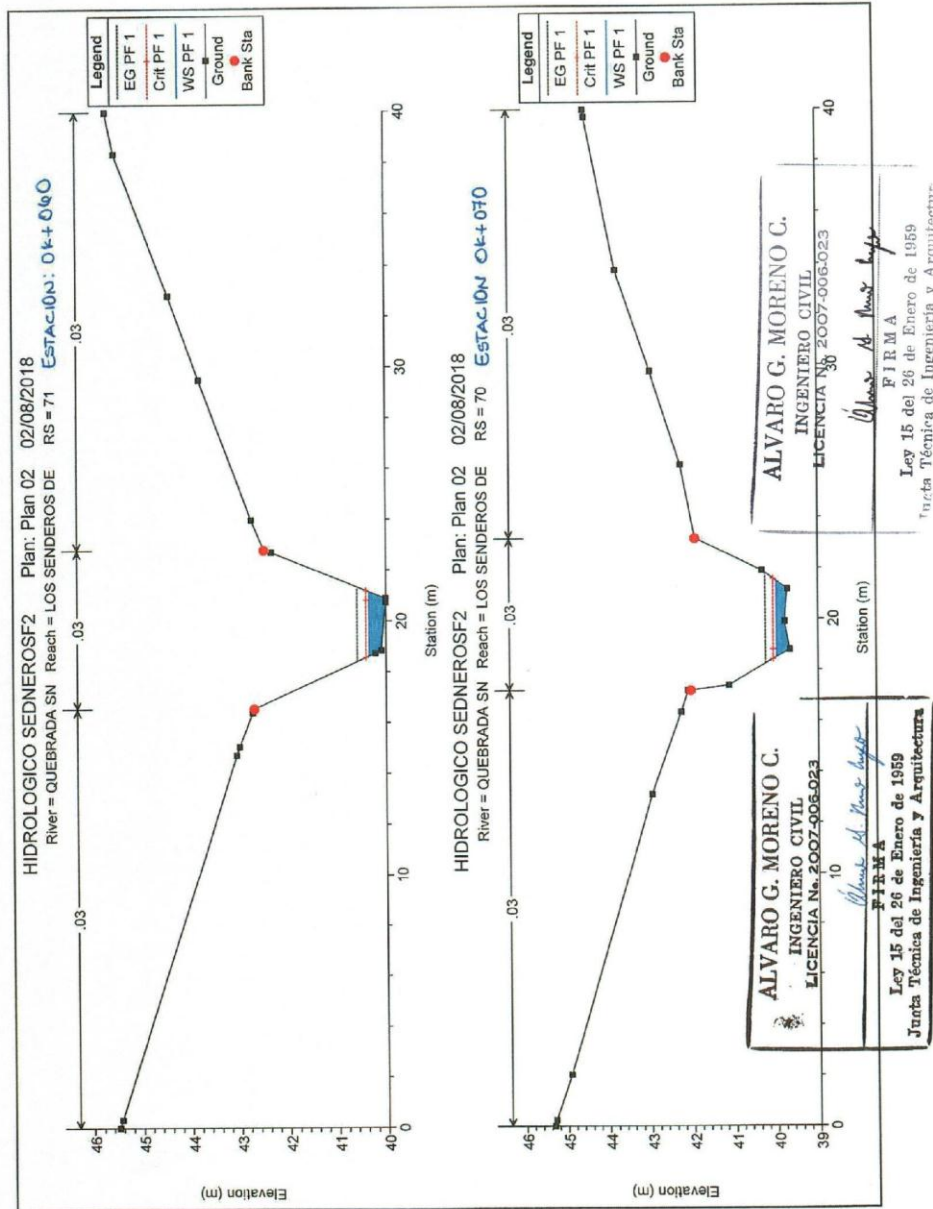 HIDROLOGICO SEDNEROSF2 Plan: Plan 02 02/08/2018
River = QUEBRADA SN Reach = LOS SENDEROS DE RS = 71 ESTACIÓN: 0K+060
.03
.03
.03
Legend
EG PF 1
Crit PF 1
WS PF 1
Ground
Bank Sta
Elevation (m)
46
45
44
43
42
41
40
0
10
20
30
40
Station (m)
HIDROLOGICO SEDNEROSF2 Plan: Plan 02 02/08/2018
River = QUEBRADA SN Reach = LOS SENDEROS DE RS = 70 ESTACIÓN 0K+070
.03
.03
.03
Legend
EG PF 1
Crit PF 1
WS PF 1
Ground
Bank Sta
Elevation (m)
46
45
44
43
42
41
40
39
0
10
20
30
40
Station (m)
ALVARO G. MORENO C.
INGENIERO CIVIL
LICENCIA No. 2007-006-023
FIRMA
Ley 15 del 26 de Enero de 1959
Junta Técnica de Ingeniería y Arquitectura
ALVARO G. MORENO C.
INGENIERO CIVIL
LICENCIA No. 2007-006-023
FIRMA
Ley 15 del 26 de Enero de 1959
Junta Técnica de Ingeniería y Arquitectura